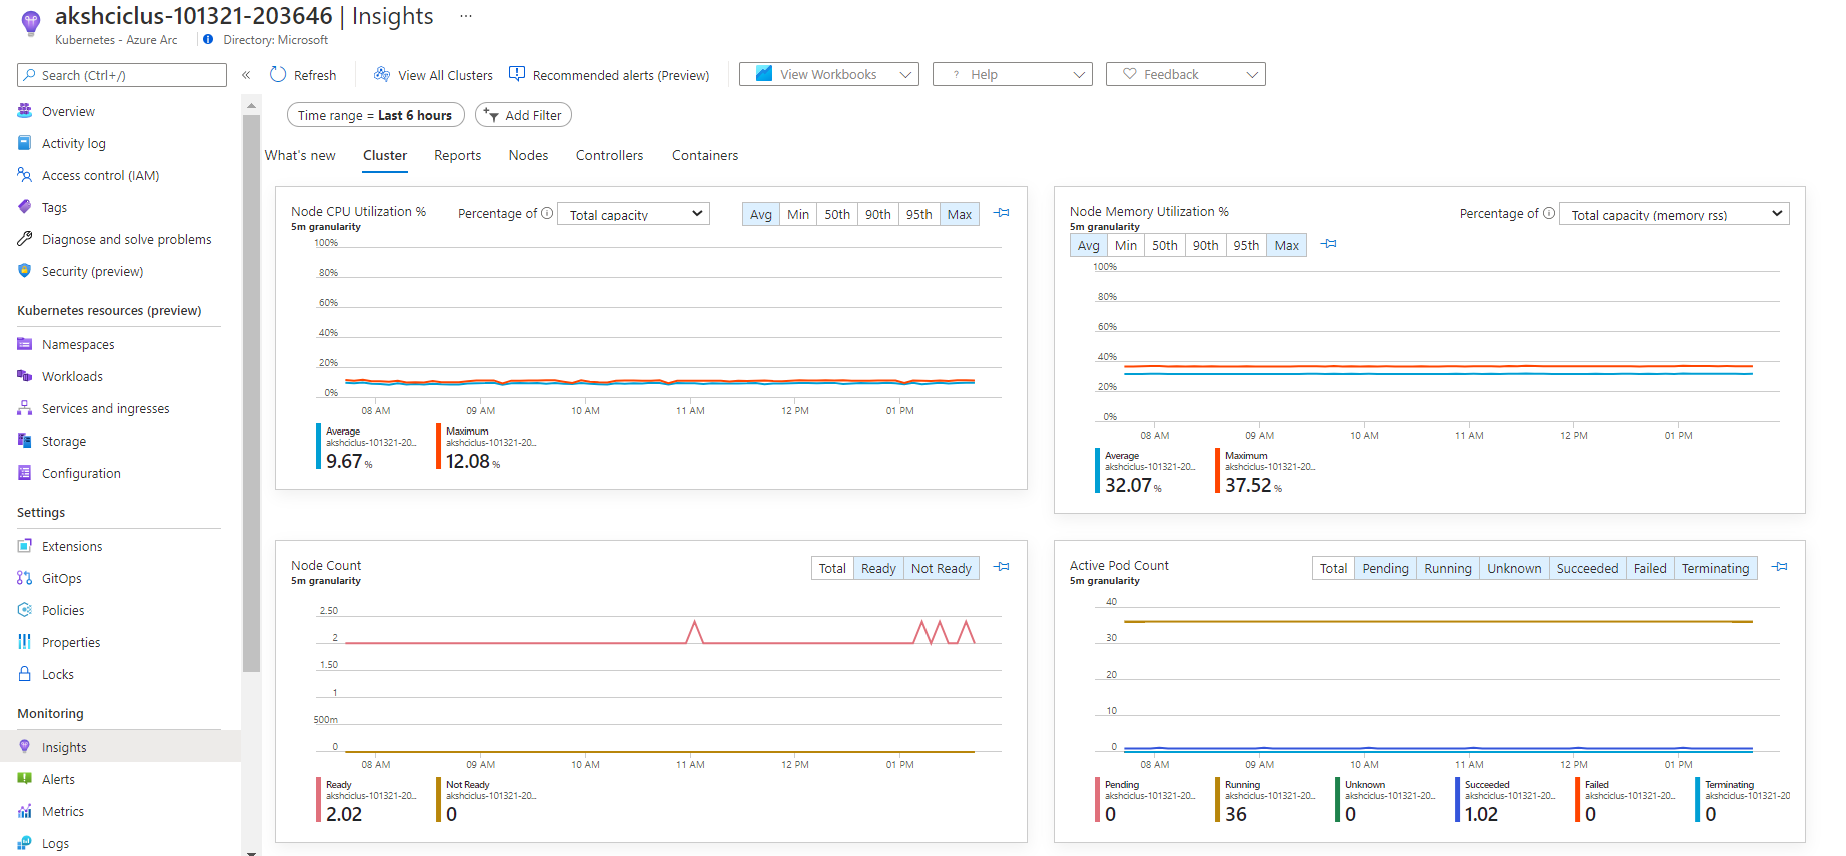 akshciclus-101321-203646 | Insights ...
Kubernetes - Azure Arc Directory: Microsoft
Search (Ctrl+/)
«
Overview
Activity log
Access control (IAM)
Tags
Diagnose and solve problems
Security (preview)
Kubernetes resources (preview)
Namespaces
Workloads
Services and ingresses
Storage
Configuration
Settings
Extensions
GitOps
Policies
Properties
Locks
Monitoring
Insights
Alerts
Metrics
Logs
Refresh View All Clusters Recommended alerts (Preview) View Workbooks ? Help Feedback
Time range = Last 6 hours Add Filter
What's new Cluster Reports Nodes Controllers Containers
Node CPU Utilization % Percentage of Total capacity Avg Min 50th 90th 95th Max
5m granularity
100%
80%
60%
40%
20%
0%
08 AM 09 AM 10 AM 11 AM 12 PM 01 PM
Average Maximum
akshciclus-101321-20... akshciclus-101321-20...
9.67 % 12.08 %
Node Memory Utilization % Percentage of Total capacity (memory rss)
5m granularity
Avg Min 50th 90th 95th Max
100%
80%
60%
40%
20%
0%
08 AM 09 AM 10 AM 11 AM 12 PM 01 PM
Average Maximum
akshciclus-101321-20... akshciclus-101321-20...
32.07 % 37.52 %
Node Count Total Ready Not Ready
5m granularity
2.50
2
1.50
1
500m
0
08 AM 09 AM 10 AM 11 AM 12 PM 01 PM
Ready Not Ready
akshciclus-101321-20... akshciclus-101321-20...
2.02 0
Active Pod Count Total Pending Running Unknown Succeeded Failed Terminating
5m granularity
40
30
20
10
0
08 AM 09 AM 10 AM 11 AM 12 PM 01 PM
Pending Running Unknown Succeeded Failed Terminating
akshciclus-101321-20... akshciclus-101321-20... akshciclus-101321-20... akshciclus-101321-20... akshciclus-101321-20... akshciclus-101321-20
0 36 0 1.02 0 0